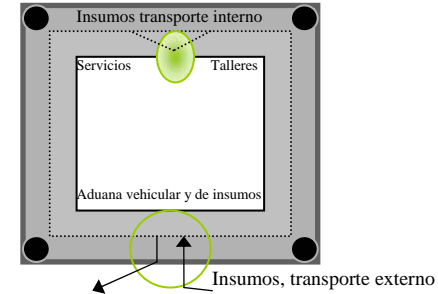 Insumos transporte interno
Servicios Talleres
Aduana vehicular y de insumos
Insumos, transporte externo